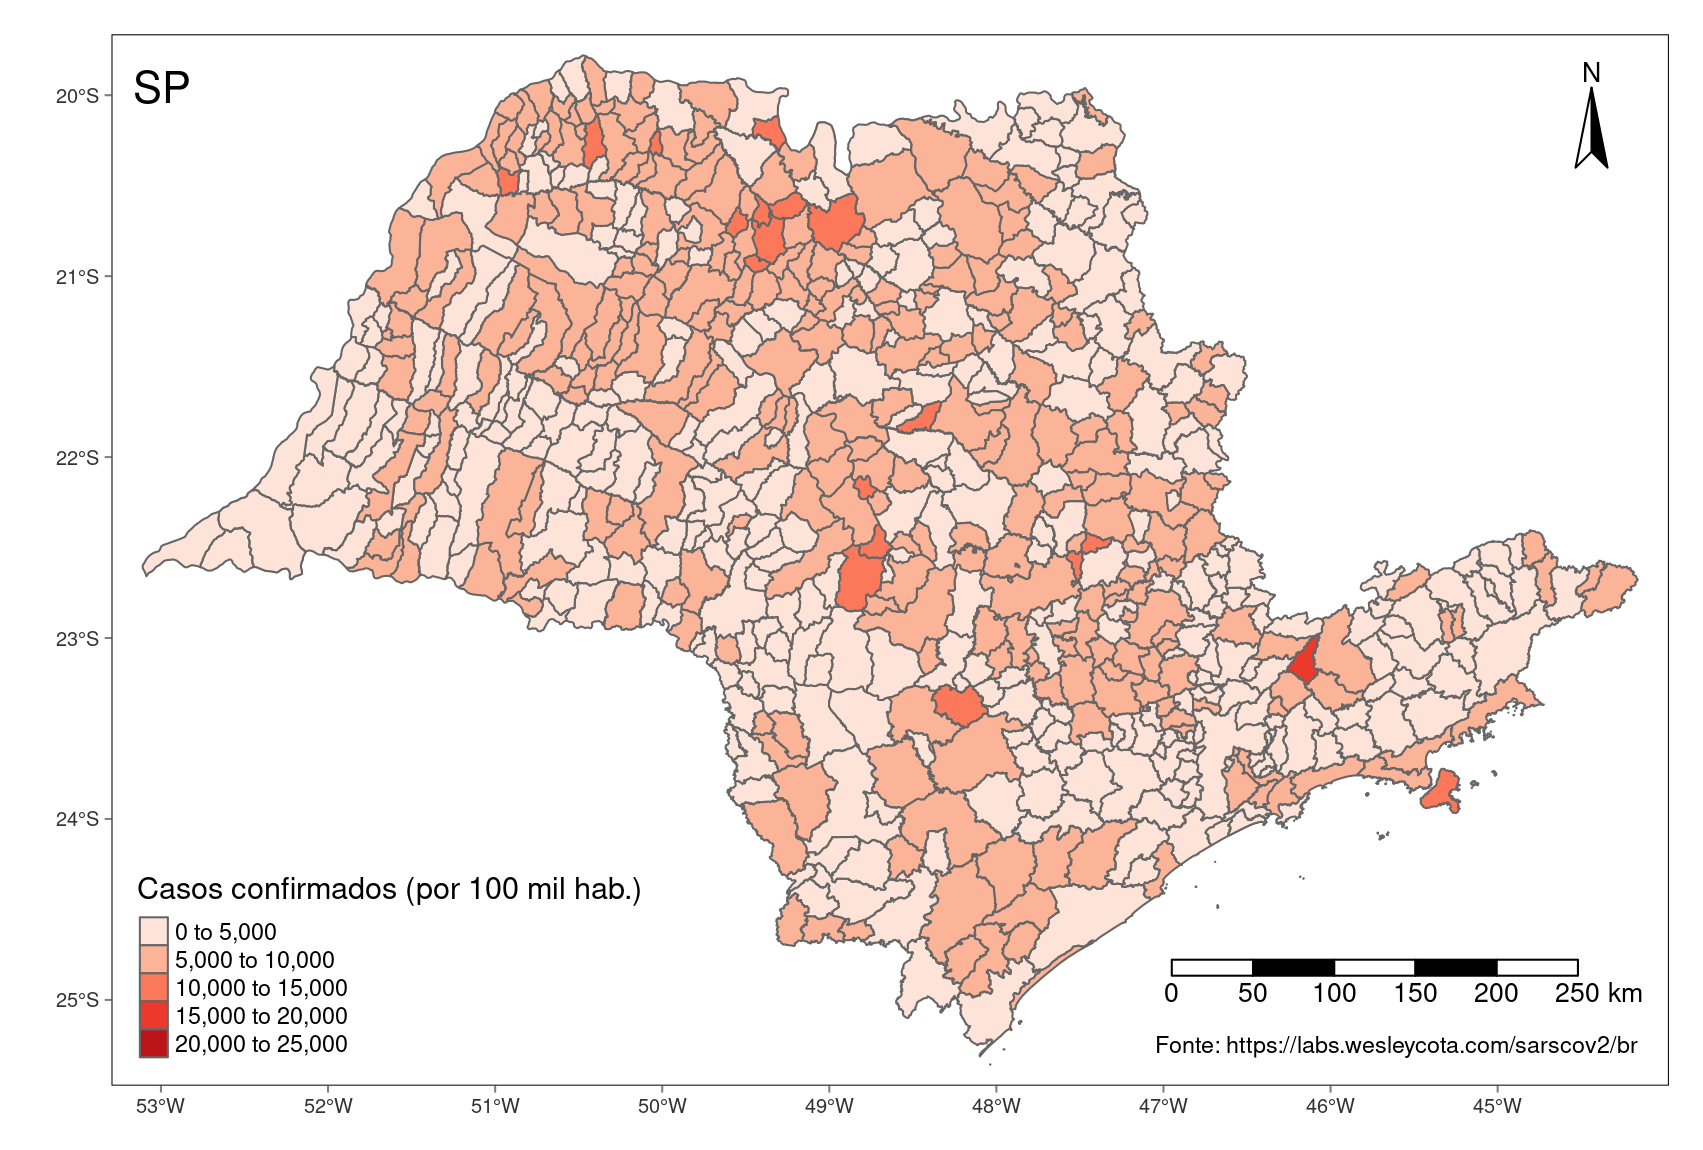 SP
N
20°S
21°S
22°S
23°S
24°S
25°S
Casos confirmados (por 100 mil hab.)
0 to 5,000
5,000 to 10,000
10,000 to 15,000
15,000 to 20,000
20,000 to 25,000
0 50 100 150 200 250 km
Fonte: https://labs.wesleycota.com/sarscov2/br
53°W 52°W 51°W 50°W 49°W 48°W 47°W 46°W 45°W